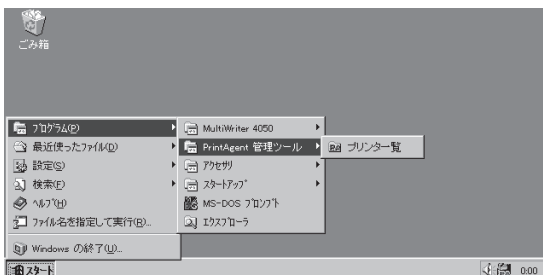 ごみ箱
プログラム(P)
最近使ったファイル(D)
設定(S)
検索(F)
ヘルプ(H)
ファイル名を指定して実行(R)...
Windows の終了(U)...
MultiWriter 4050
PrintAgent 管理ツール
アクセサリ
スタートアップ
MS-DOS プロンプト
エクスプローラ
プリンター覧
スタート
0:00